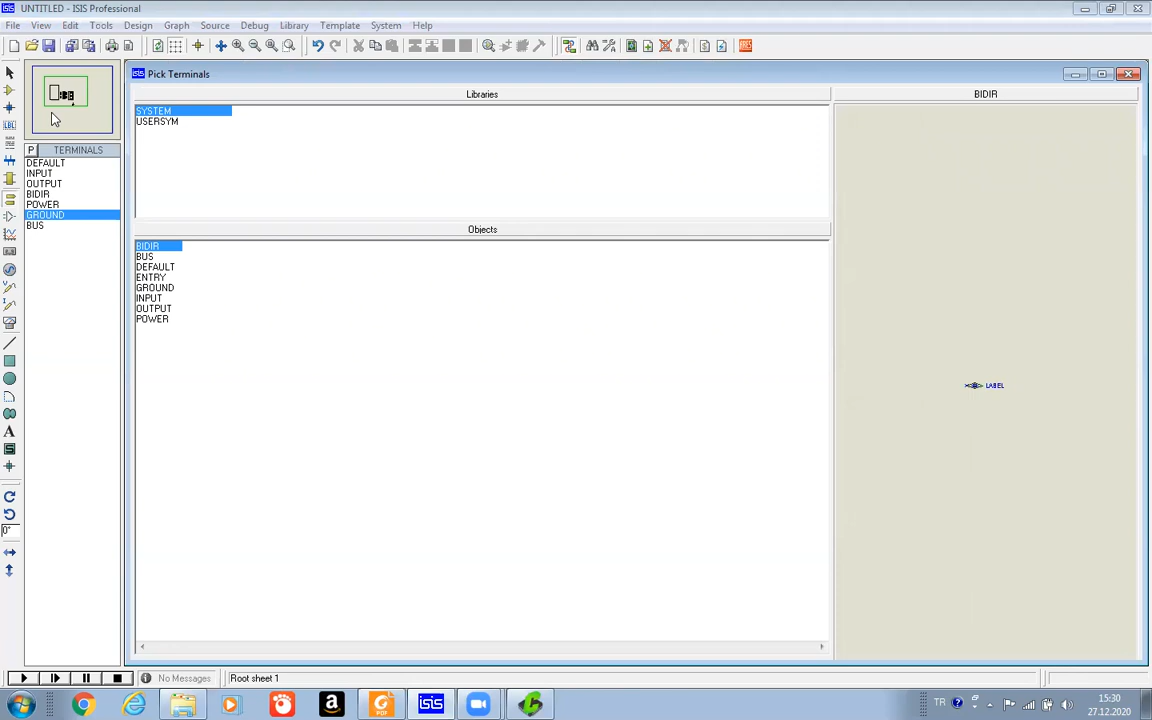 UNTITLED - ISIS Professional
File View Edit Tools Design Graph Source Debug Library Template System Help
Pick Terminals
Libraries
BIDIR
SYSTEM
USERSYM
P TERMINALS
DEFAULT
INPUT
OUTPUT
BIDIR
POWER
GROUND
BUS
LBL
Objects
BIDIR
BUS
DEFAULT
ENTRY
GROUND
INPUT
OUTPUT
POWER
LABEL
A
S
0°
No Messages
Root sheet 1
TR
15:30
27.12.2020